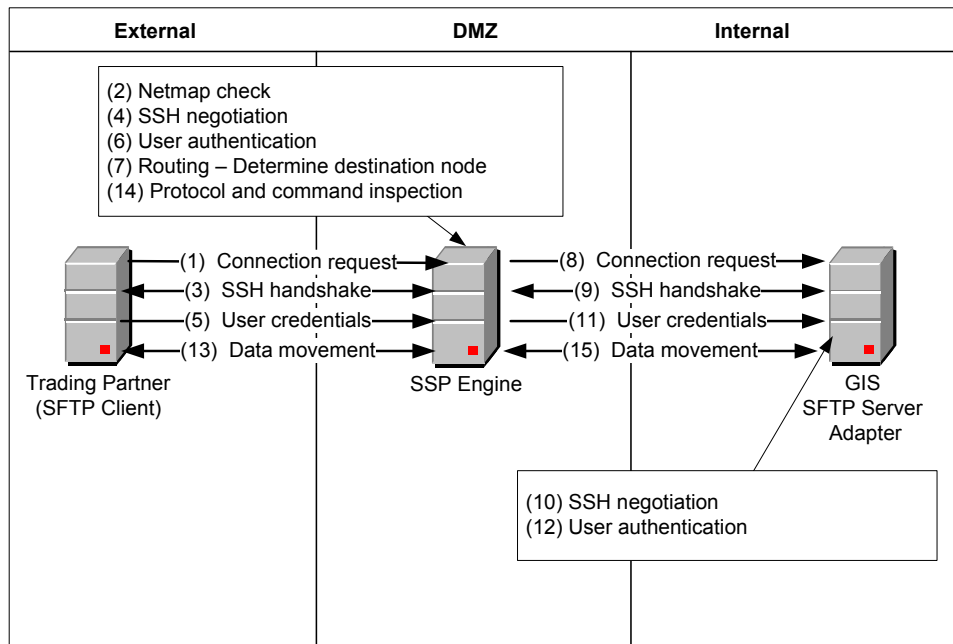 External
DMZ
Internal
(2) Netmap check
(4) SSH negotiation
(6) User authentication
(7) Routing – Determine destination node
(14) Protocol and command inspection
(1) Connection request
(3) SSH handshake
(5) User credentials
(13) Data movement
(8) Connection request
(9) SSH handshake
(11) User credentials
(15) Data movement
Trading Partner
(SFTP Client)
SSP Engine
GIS
SFTP Server
Adapter
(10) SSH negotiation
(12) User authentication